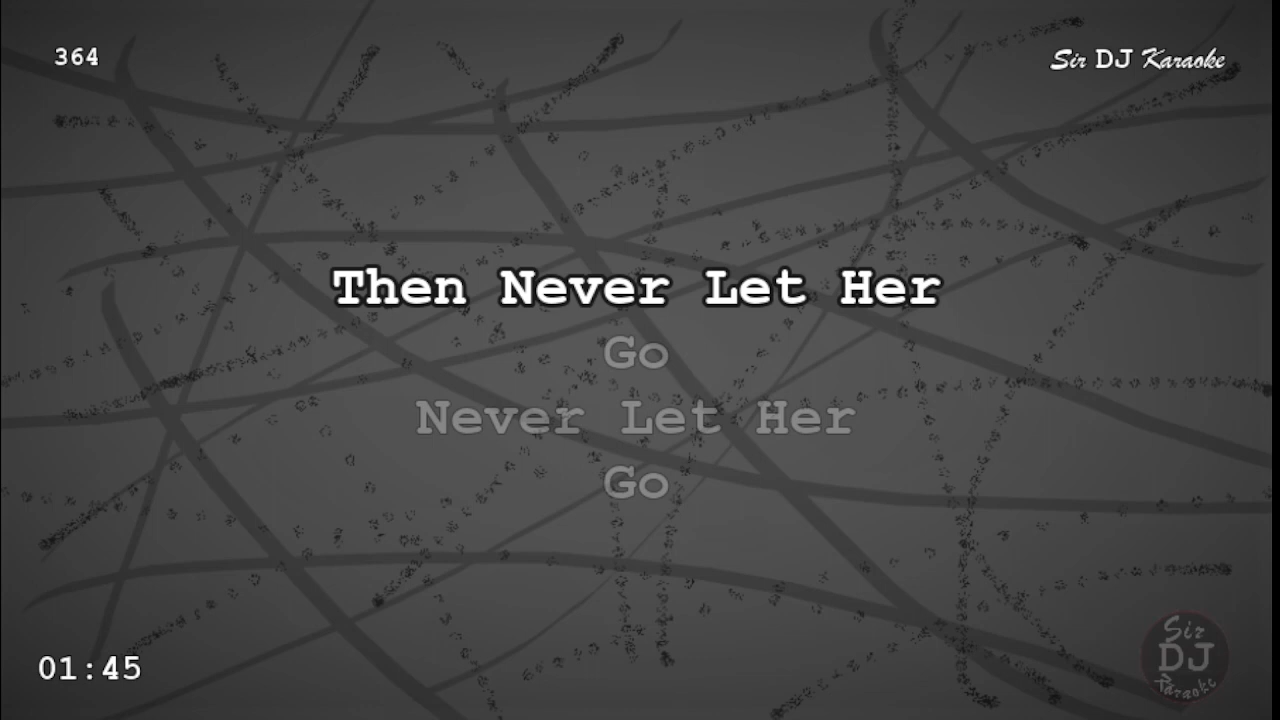 364
Sir DJ Karaoke
Then Never Let Her
Go
Never Let Her
Go
01:45
Sir
DJ
Karaoke